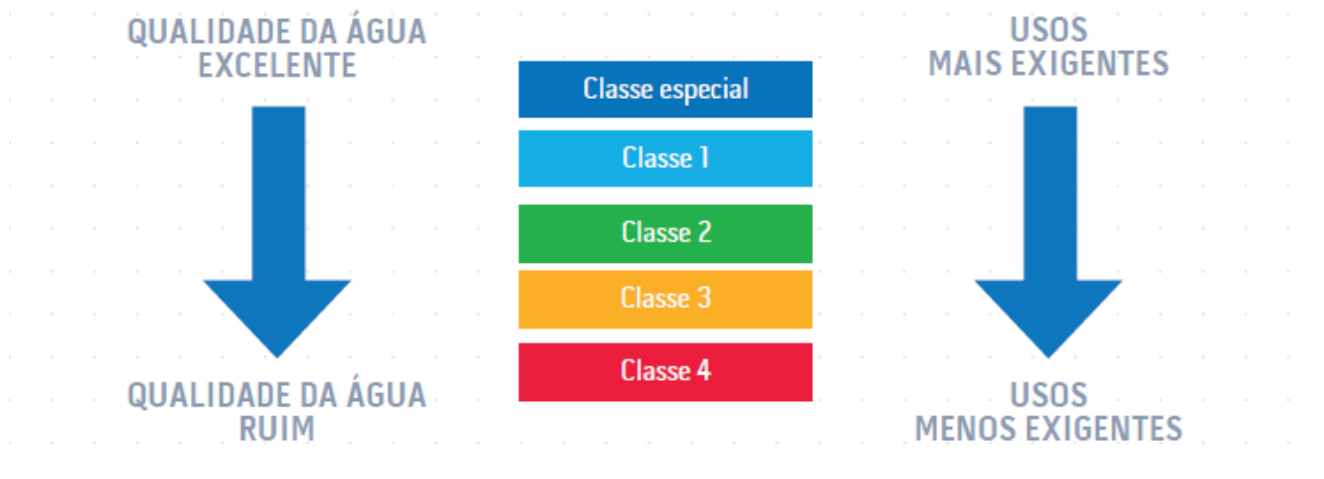 QUALIDADE DA ÁGUA
EXCELENTE
USOS
MAIS EXIGENTES
Classe especial
Classe 1
Classe 2
Classe 3
Classe 4
QUALIDADE DA ÁGUA
RUIM
USOS
MENOS EXIGENTES